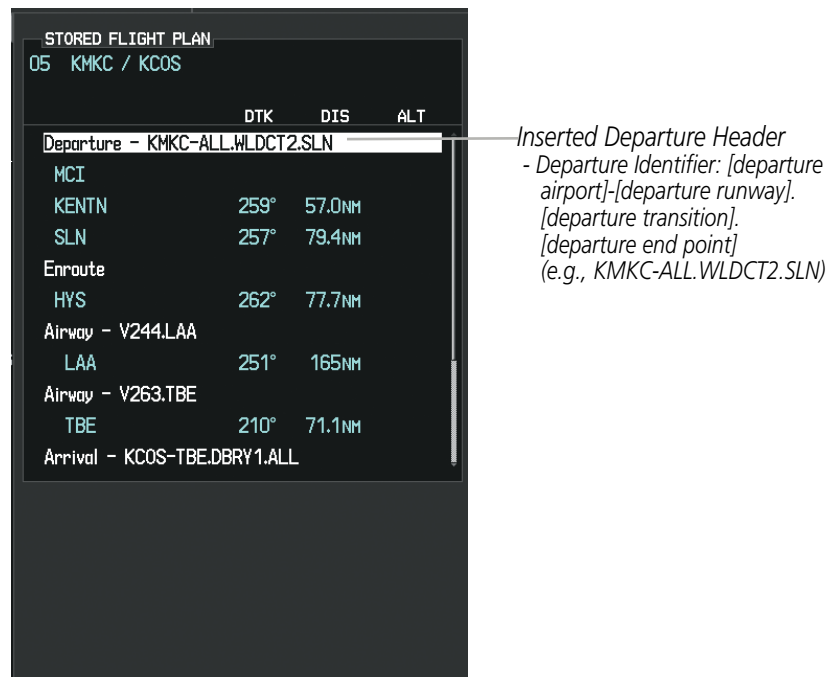 STORED FLIGHT PLAN
05 KMKC / KCOS
DTK DIS ALT
Departure – KMKC-ALL.WLDCT2.SLN
MCI
KENTN 259° 57.0NM
SLN 257° 79.4NM
Enroute
HYS 262° 77.7NM
Airway – V244.LAA
LAA 251° 165NM
Airway – V263.TBE
TBE 210° 71.1NM
Arrival – KCOS-TBE.DBRY1.ALL
Inserted Departure Header
- Departure Identifier: [departure
airport]-[departure runway].
[departure transition].
[departure end point]
(e.g., KMKC-ALL.WLDCT2.SLN)